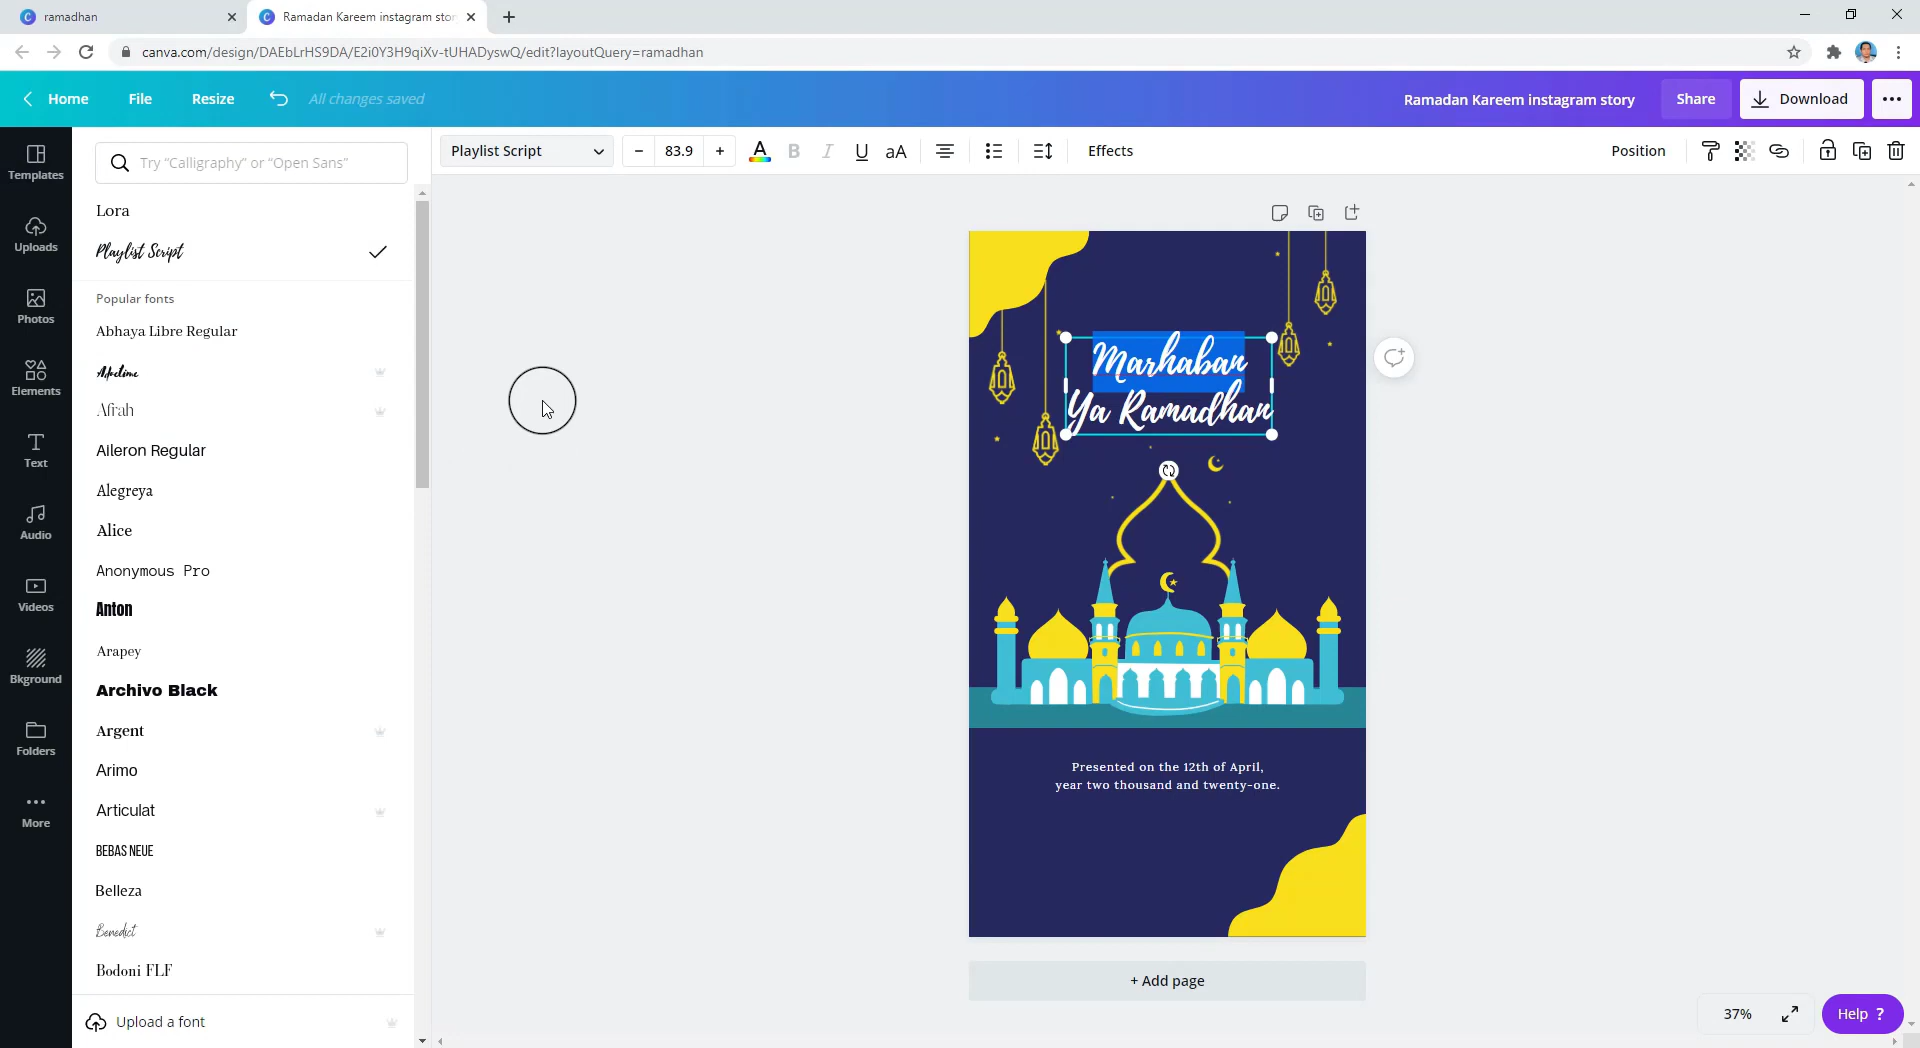 ramadhan
Ramadan Kareem instagram stor
canva.com/design/DAEbLrHS9DA/E2i0Y3H9qiXv-tUHADyswQ/edit?layoutQuery=ramadhan
Home File Resize All changes saved Ramadan Kareem instagram story Share Download
Playlist Script 83.9 A B I U aA Effects Position
Templates
Uploads
Photos
Elements
Text
Audio
Videos
Bkground
Folders
More
Try “Calligraphy” or “Open Sans”
Lora
Playlist Script
Popular fonts
Abhaya Libre Regular
Afrah
Aileron Regular
Alegreya
Alice
Anonymous Pro
Anton
Arapey
Archivo Black
Argent
Arimo
Articulat
BEBAS NEUE
Belleza
Benedict
Bodoni FLF
Upload a font
Marhaban
Ya Ramadhan
Presented on the 12th of April,
year two thousand and twenty-one.
+ Add page
37%
Help ?